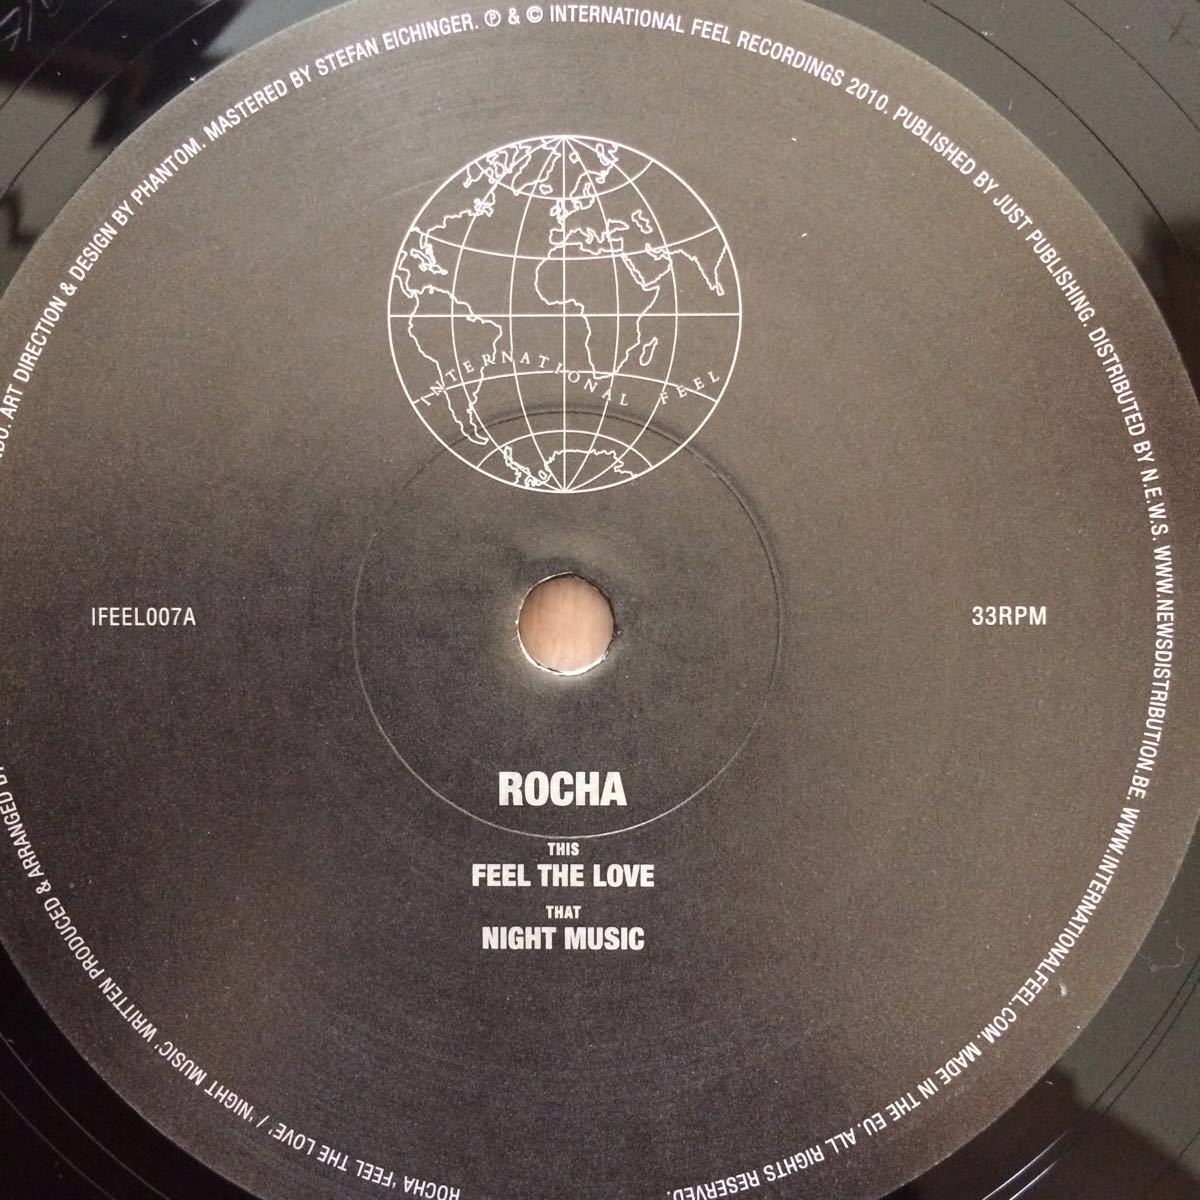 INTERNATIONAL FEEL
IFEEL007A
33RPM
ROCHA
THIS
FEEL THE LOVE
THAT
NIGHT MUSIC
ROCHA 'FEEL THE LOVE' / 'NIGHT MUSIC' WRITTEN PRODUCED & ARRANGED
ART DIRECTION & DESIGN BY PHANTOM. MASTERED BY STEFAN EICHINGER. ℗ & © INTERNATIONAL FEEL RECORDINGS 2010. PUBLISHED BY JUST PUBLISHING. DISTRIBUTED BY N.E.W.S. WWW.NEWSDISTRIBUTION.BE. WWW.INTERNATIONALFEEL.COM. MADE IN THE EU. ALL RIGHTS RESERVED.